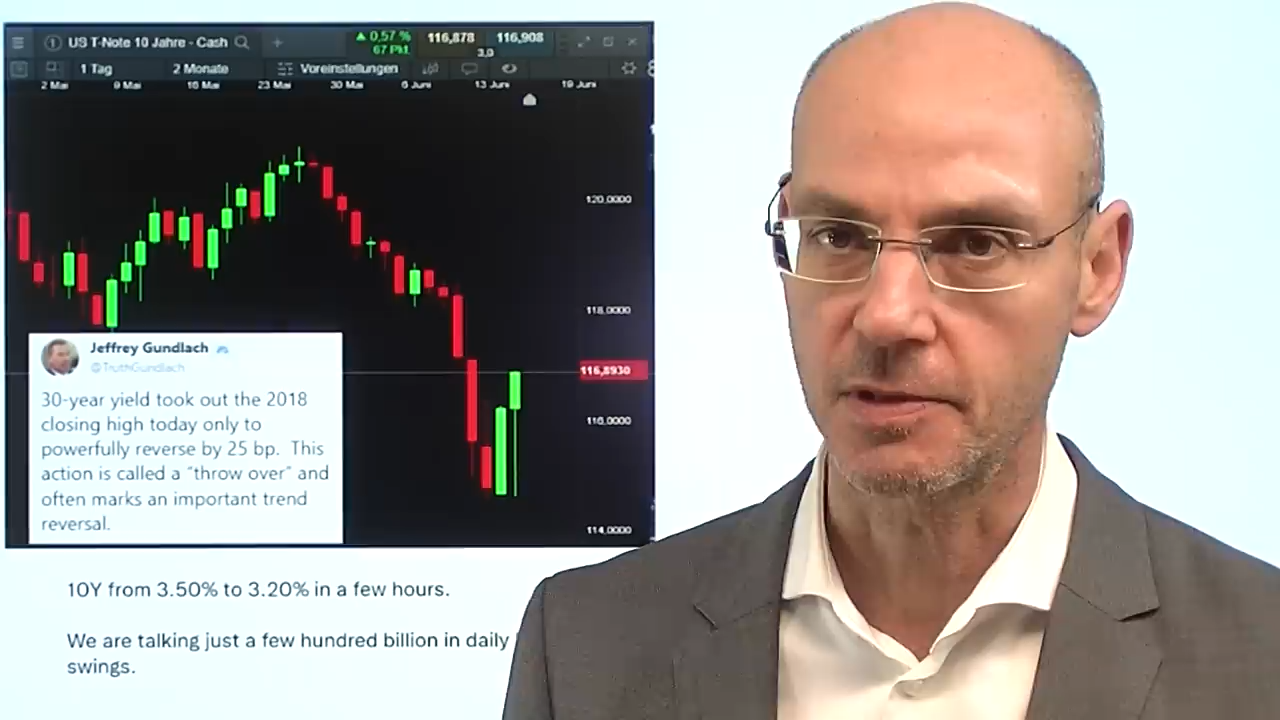 US T-Note 10 Jahre - Cash
0,57 %
67 Pkt.
116,878
116,908
3,0
1 Tag
2 Monate
Voreinstellungen
2 Mai
9 Mai
16 Mai
23 Mai
30 Mai
6 Juni
13 Juni
19 Juni
120,0000
118,0000
116,8930
116,0000
114,0000
Jeffrey Gundlach
@TruthGundlach
30-year yield took out the 2018
closing high today only to
powerfully reverse by 25 bp. This
action is called a “throw over” and
often marks an important trend
reversal.
10Y from 3.50% to 3.20% in a few hours.
We are talking just a few hundred billion in daily
swings.